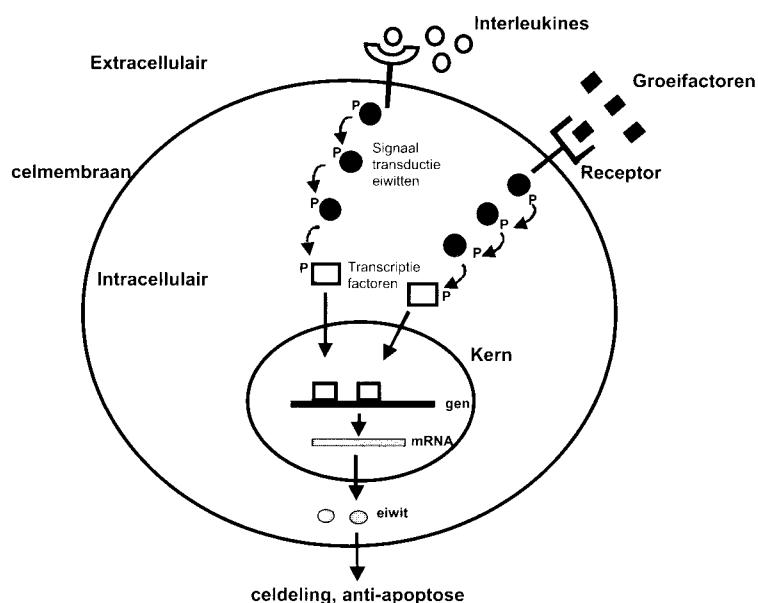 Interleukines
Extracellulair
Groeifactoren
P
Signaal
transductie
eiwitten
P
celmembraan
Receptor
P
P
P
P
P
Transcriptie
factoren
Intracellulair
P
Kern
gen
mRNA
eiwit
celdeling, anti-apoptose